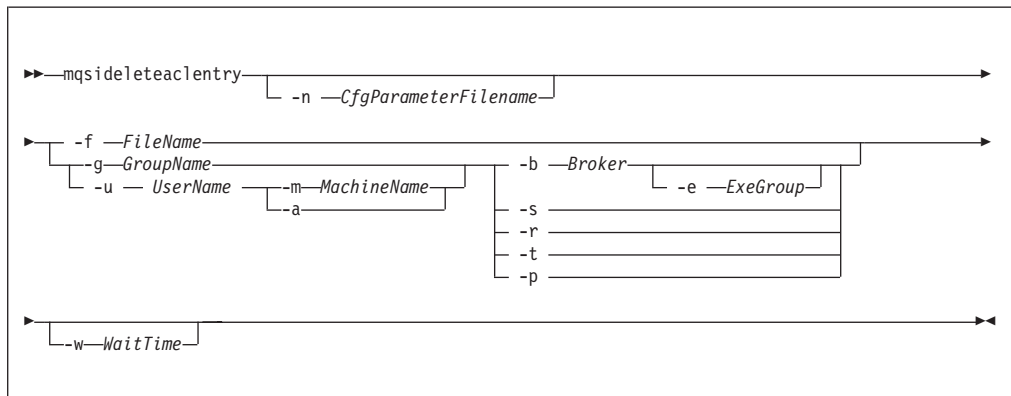 mqsideleteaclentry
-n CfgParameterFilename
-f FileName
-g GroupName -b Broker
-u UserName -m MachineName -e ExeGroup
-a -s
-r
-t
-p
-w WaitTime